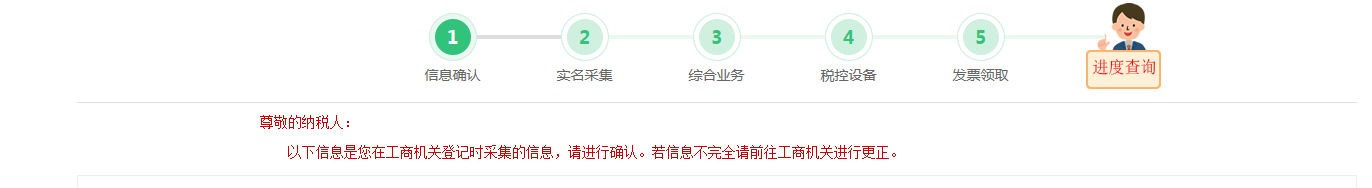 1 2 3 4 5
信息确认 实名采集 综合业务 税控设备 发票领取 进度查询
尊敬的纳税人：
以下信息是您在工商机关登记时采集的信息，请进行确认。若信息不完全请前往工商机关进行更正。